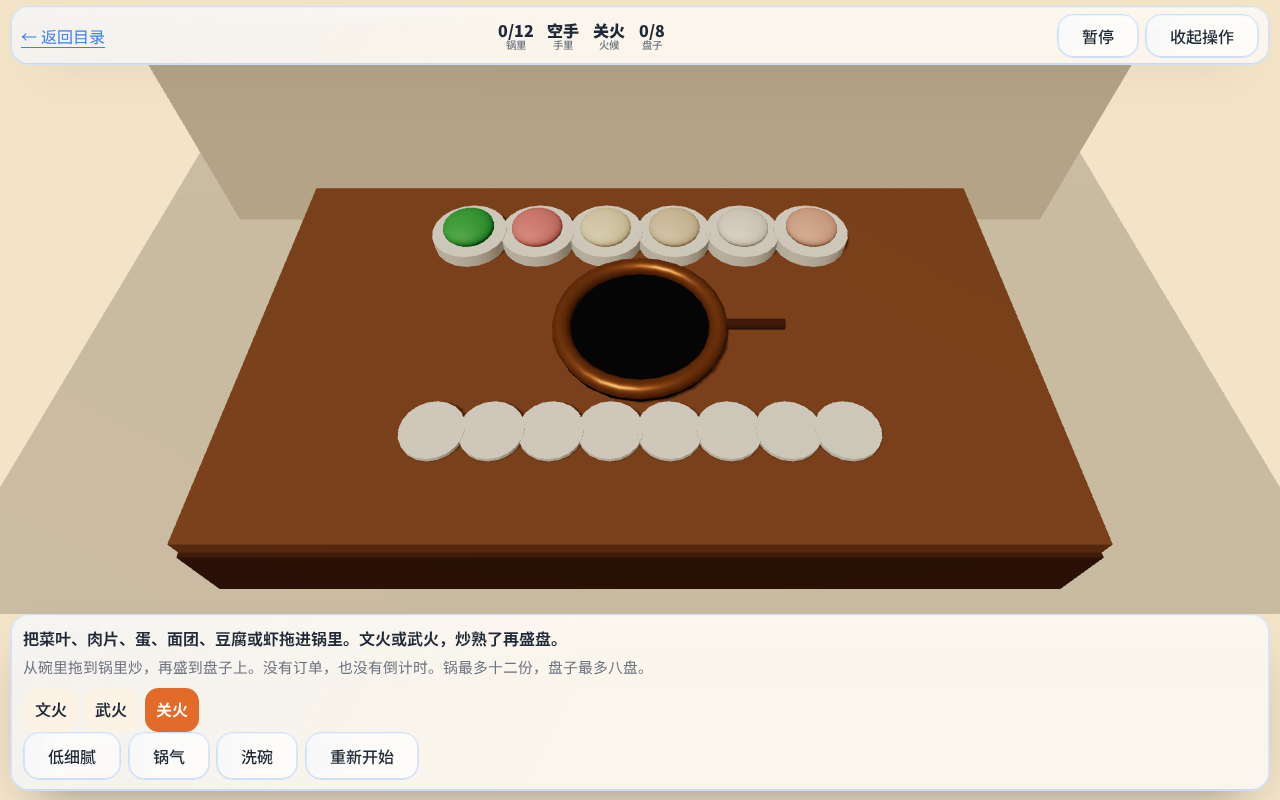 ← 返回目录
0/12 空手 关火 0/8
锅里 手里 火候 盘子
暂停 收起操作
把菜叶、肉片、蛋、面团、豆腐或虾拖进锅里。文火或武火，炒熟了再盛盘。
从碗里拖到锅里炒，再盛到盘子上。没有订单，也没有倒计时。锅最多十二份，盘子最多八盘。
文火 武火 关火
低细腻 锅气 洗碗 重新开始